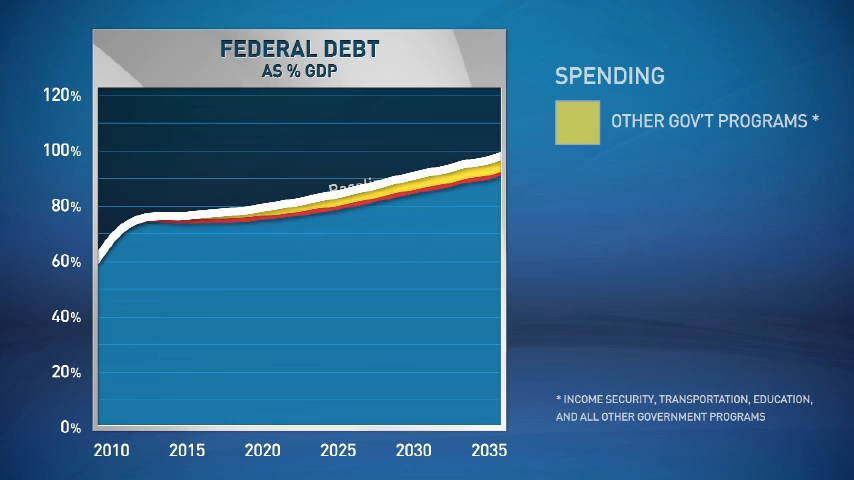 FEDERAL DEBT
AS % GDP
SPENDING
OTHER GOV'T PROGRAMS *
120%
100%
80%
60%
40%
20%
0%
2010 2015 2020 2025 2030 2035
* INCOME SECURITY, TRANSPORTATION, EDUCATION,
AND ALL OTHER GOVERNMENT PROGRAMS